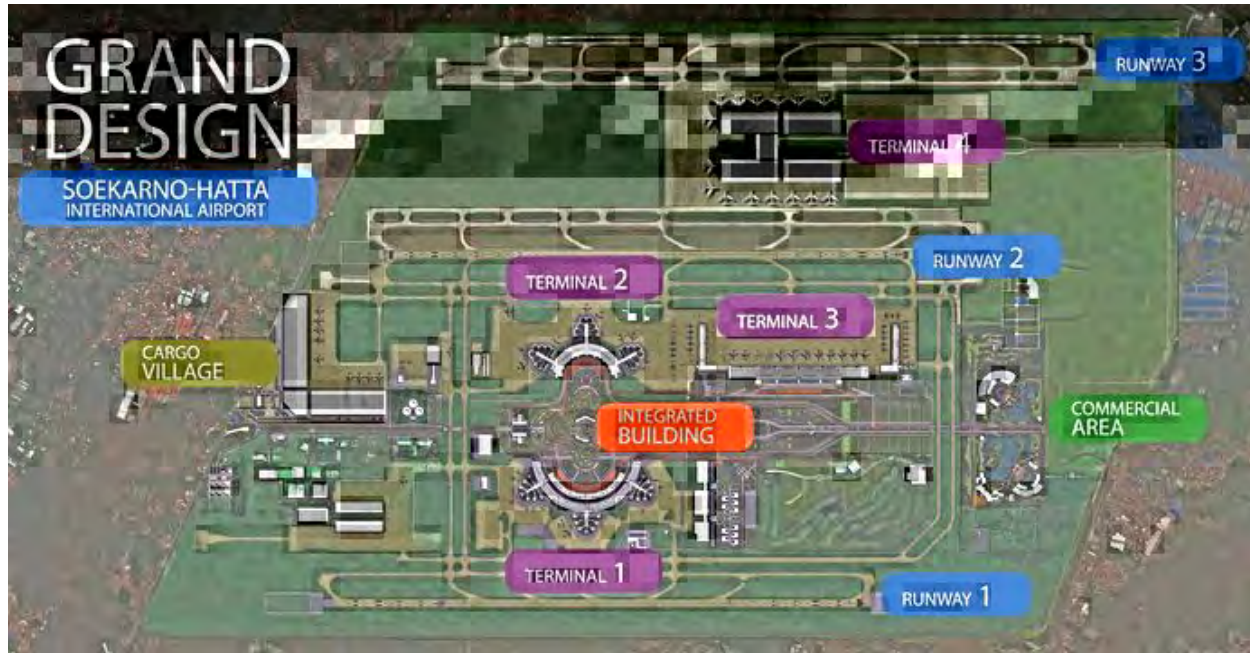 GRAND
DESIGN
SOEKARNO-HATTA
INTERNATIONAL AIRPORT
RUNWAY 3
TERMINAL 4
RUNWAY 2
TERMINAL 2
TERMINAL 3
CARGO
VILLAGE
INTEGRATED
BUILDING
COMMERCIAL
AREA
TERMINAL 1
RUNWAY 1